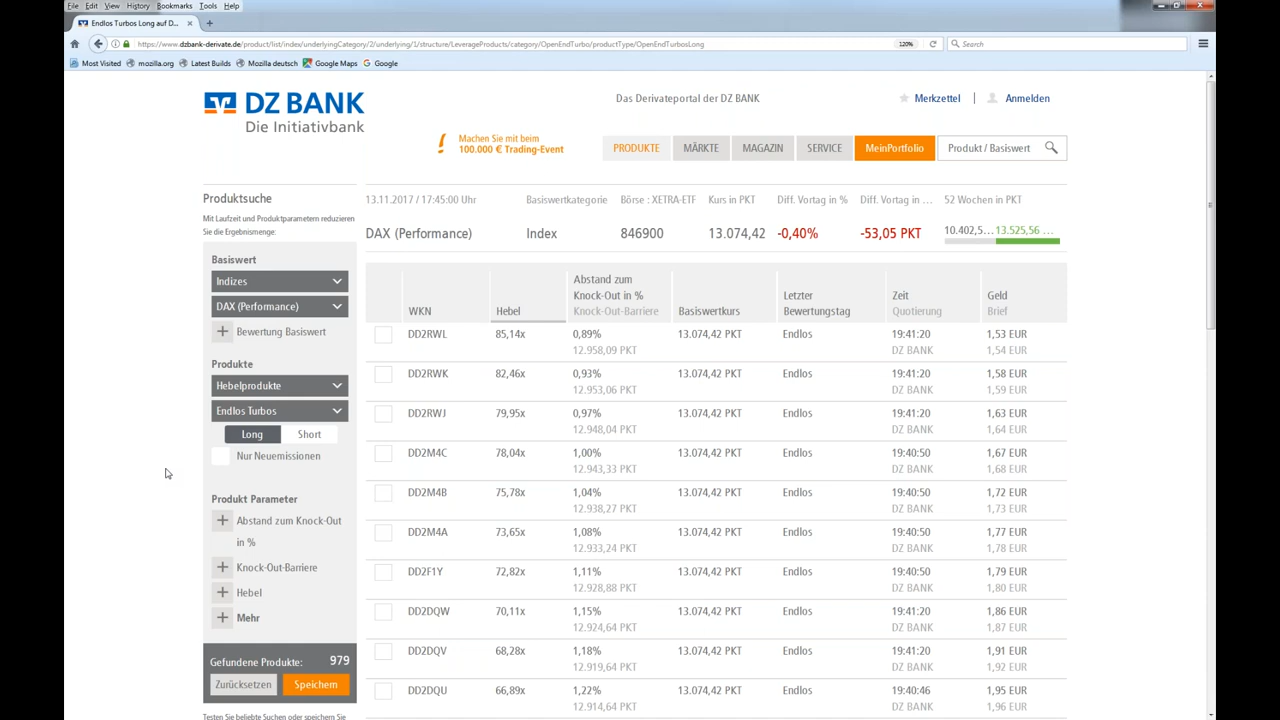 File Edit View History Bookmarks Tools Help
Endlos Turbos Long auf D...
https://www.dzbank-derivate.de/product/list/index/underlyingCategory/2/underlying/1/structure/LeverageProducts/category/OpenEndTurbo/productType/OpenEndTurbosLong 120% Search
Most Visited mozilla.org Latest Builds Mozilla deutsch Google Maps Google
DZ BANK
Die Initiativbank
Das Derivateportal der DZ BANK
Merkzettel | Anmelden
Machen Sie mit beim
100.000 € Trading-Event
PRODUKTE MÄRKTE MAGAZIN SERVICE MeinPortfolio Produkt / Basiswert
Produktsuche
Mit Laufzeit und Produktparametern reduzieren
Sie die Ergebnismenge:
Basiswert
Indizes
DAX (Performance)
+ Bewertung Basiswert
Produkte
Hebelprodukte
Endlos Turbos
Long Short
Nur Neuemissionen
Produkt Parameter
+ Abstand zum Knock-Out
in %
+ Knock-Out-Barriere
+ Hebel
+ Mehr
Gefundene Produkte: 979
Zurücksetzen Speichern
Testen Sie beliebte Suchen oder speichern Sie
13.11.2017 / 17:45:00 Uhr Basiswertkategorie Börse : XETRA-ETF Kurs in PKT Diff. Vortag in % Diff. Vortag in ... 52 Wochen in PKT
DAX (Performance) Index 846900 13.074,42 -0,40% -53,05 PKT 10.402,5... 13.525,56 ...
WKN Hebel Abstand zum
Knock-Out in %
Knock-Out-Barriere Basiswertkurs Letzter
Bewertungstag Zeit
Quotierung Geld
Brief
DD2RWL 85,14x 0,89% 13.074,42 PKT Endlos 19:41:20 1,53 EUR
12.958,09 PKT DZ BANK 1,54 EUR
DD2RWK 82,46x 0,93% 13.074,42 PKT Endlos 19:41:20 1,58 EUR
12.953,06 PKT DZ BANK 1,59 EUR
DD2RWJ 79,95x 0,97% 13.074,42 PKT Endlos 19:41:20 1,63 EUR
12.948,04 PKT DZ BANK 1,64 EUR
DD2M4C 78,04x 1,00% 13.074,42 PKT Endlos 19:40:50 1,67 EUR
12.943,33 PKT DZ BANK 1,68 EUR
DD2M4B 75,78x 1,04% 13.074,42 PKT Endlos 19:40:50 1,72 EUR
12.938,27 PKT DZ BANK 1,73 EUR
DD2M4A 73,65x 1,08% 13.074,42 PKT Endlos 19:40:50 1,77 EUR
12.933,24 PKT DZ BANK 1,78 EUR
DD2F1Y 72,82x 1,11% 13.074,42 PKT Endlos 19:40:50 1,79 EUR
12.928,88 PKT DZ BANK 1,80 EUR
DD2DQW 70,11x 1,15% 13.074,42 PKT Endlos 19:41:20 1,86 EUR
12.924,64 PKT DZ BANK 1,87 EUR
DD2DQV 68,28x 1,18% 13.074,42 PKT Endlos 19:41:20 1,91 EUR
12.919,64 PKT DZ BANK 1,92 EUR
DD2DQU 66,89x 1,22% 13.074,42 PKT Endlos 19:40:46 1,95 EUR
12.914,64 PKT DZ BANK 1,96 EUR